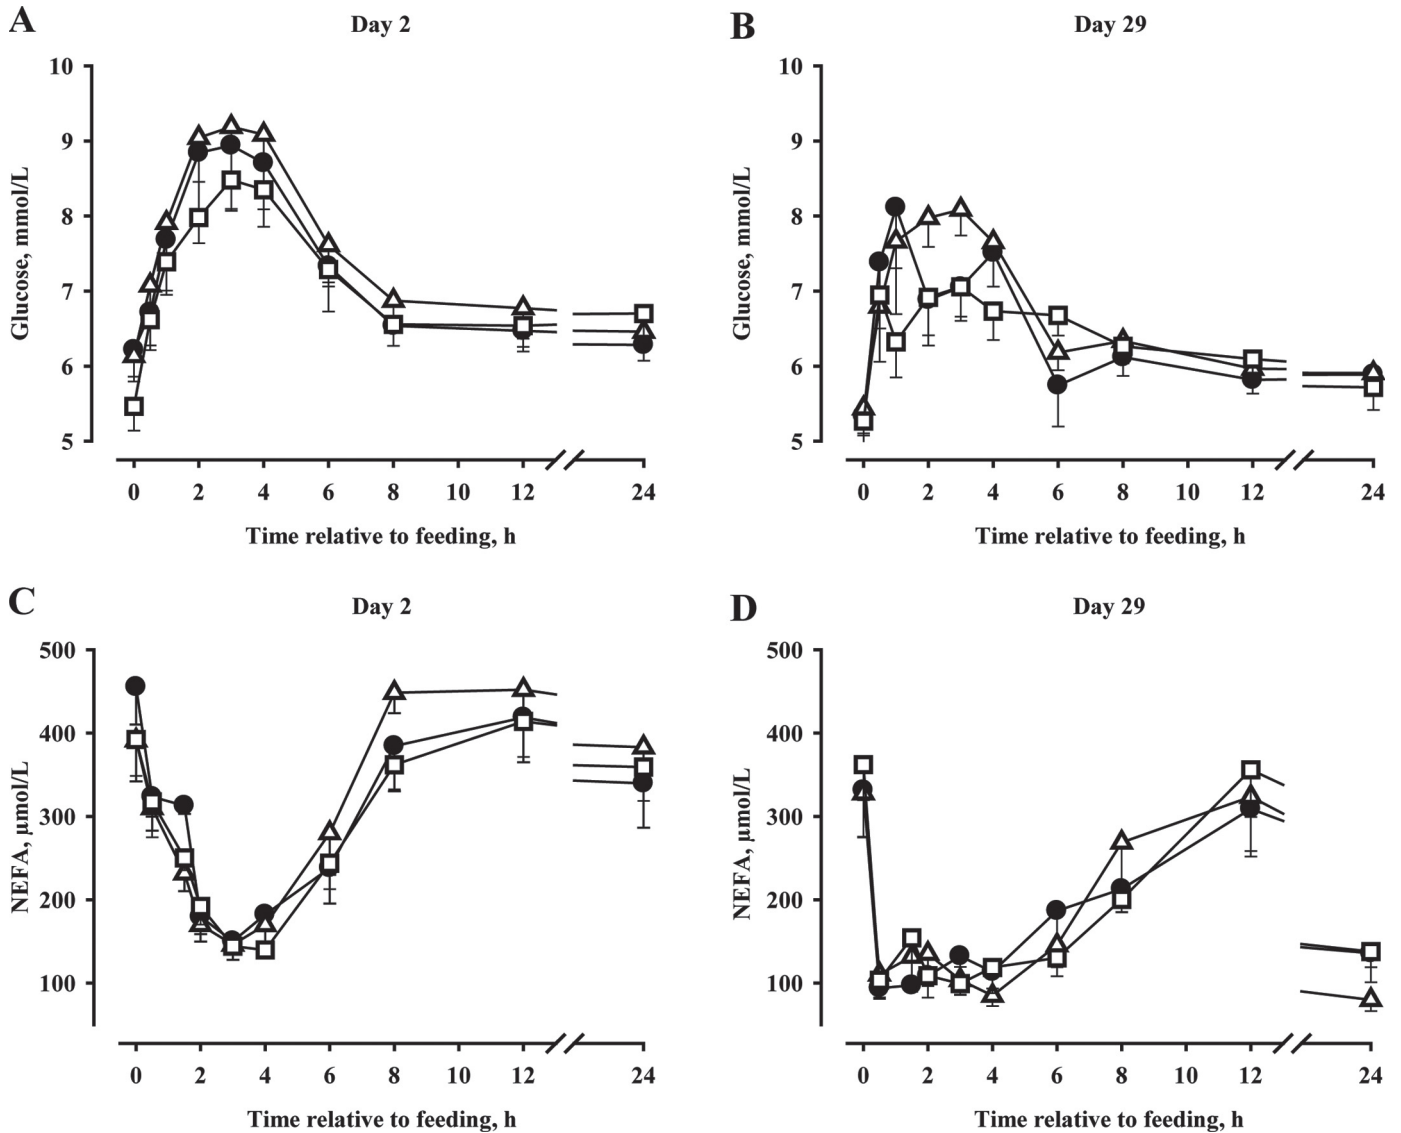 A
Day 2
B
Day 29
Glucose, mmol/L
10
9
8
7
6
5
0 2 4 6 8 10 12 24
Time relative to feeding, h
Glucose, mmol/L
10
9
8
7
6
5
0 2 4 6 8 10 12 24
Time relative to feeding, h
C
Day 2
D
Day 29
NEFA, µmol/L
500
400
300
200
100
0 2 4 6 8 10 12 24
Time relative to feeding, h
NEFA, µmol/L
500
400
300
200
100
0 2 4 6 8 10 12 24
Time relative to feeding, h